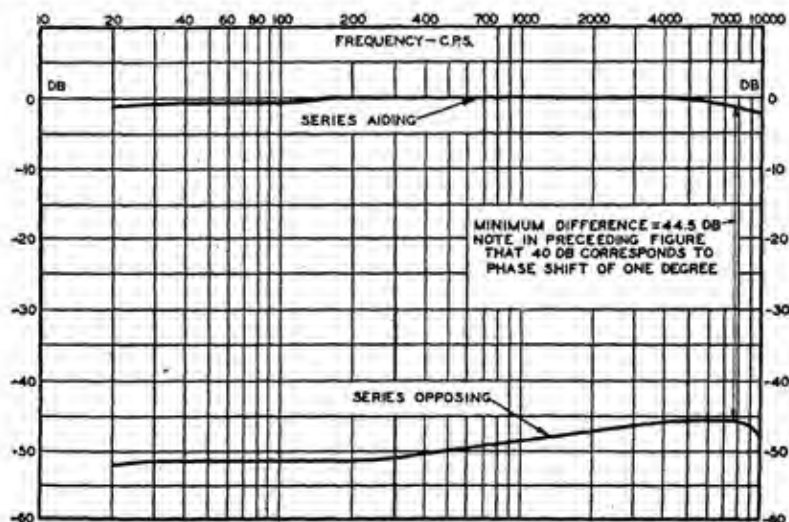 10 20 40 60 80 100 200 400 700 1000 2000 4000 7000 10000
FREQUENCY-C.P.S.
DB DB
0 0
SERIES AIDING
-10 -10
MINIMUM DIFFERENCE=44.5 DB
NOTE IN PRECEEDING FIGURE
THAT 40 DB CORRESPONDS TO
PHASE SHIFT OF ONE DEGREE
-20 -20
-30 -30
-40 -40
SERIES OPPOSING
-50 -50
-60 -60